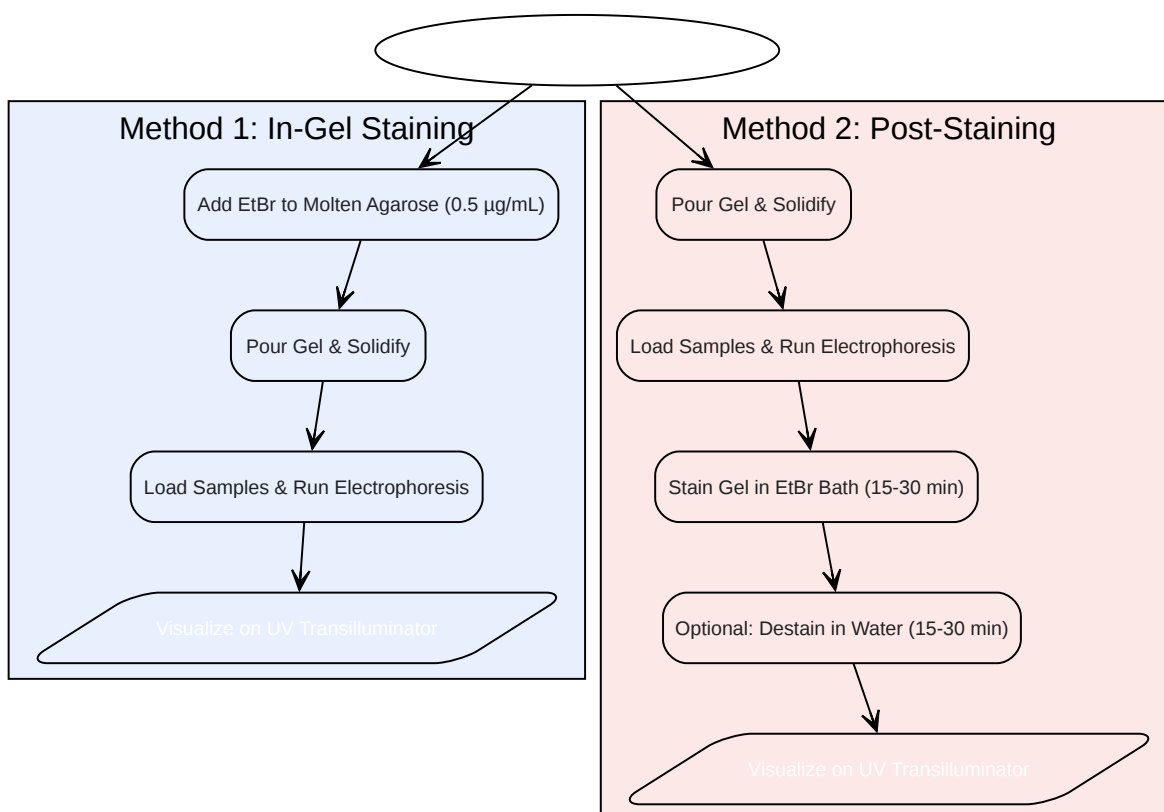 Method 1: In-Gel Staining
Add EtBr to Molten Agarose (0.5 µg/mL)
Pour Gel & Solidify
Load Samples & Run Electrophoresis
Visualize on UV Transilluminator
Method 2: Post-Staining
Pour Gel & Solidify
Load Samples & Run Electrophoresis
Stain Gel in EtBr Bath (15-30 min)
Optional: Destain in Water (15-30 min)
Visualize on UV Transilluminator